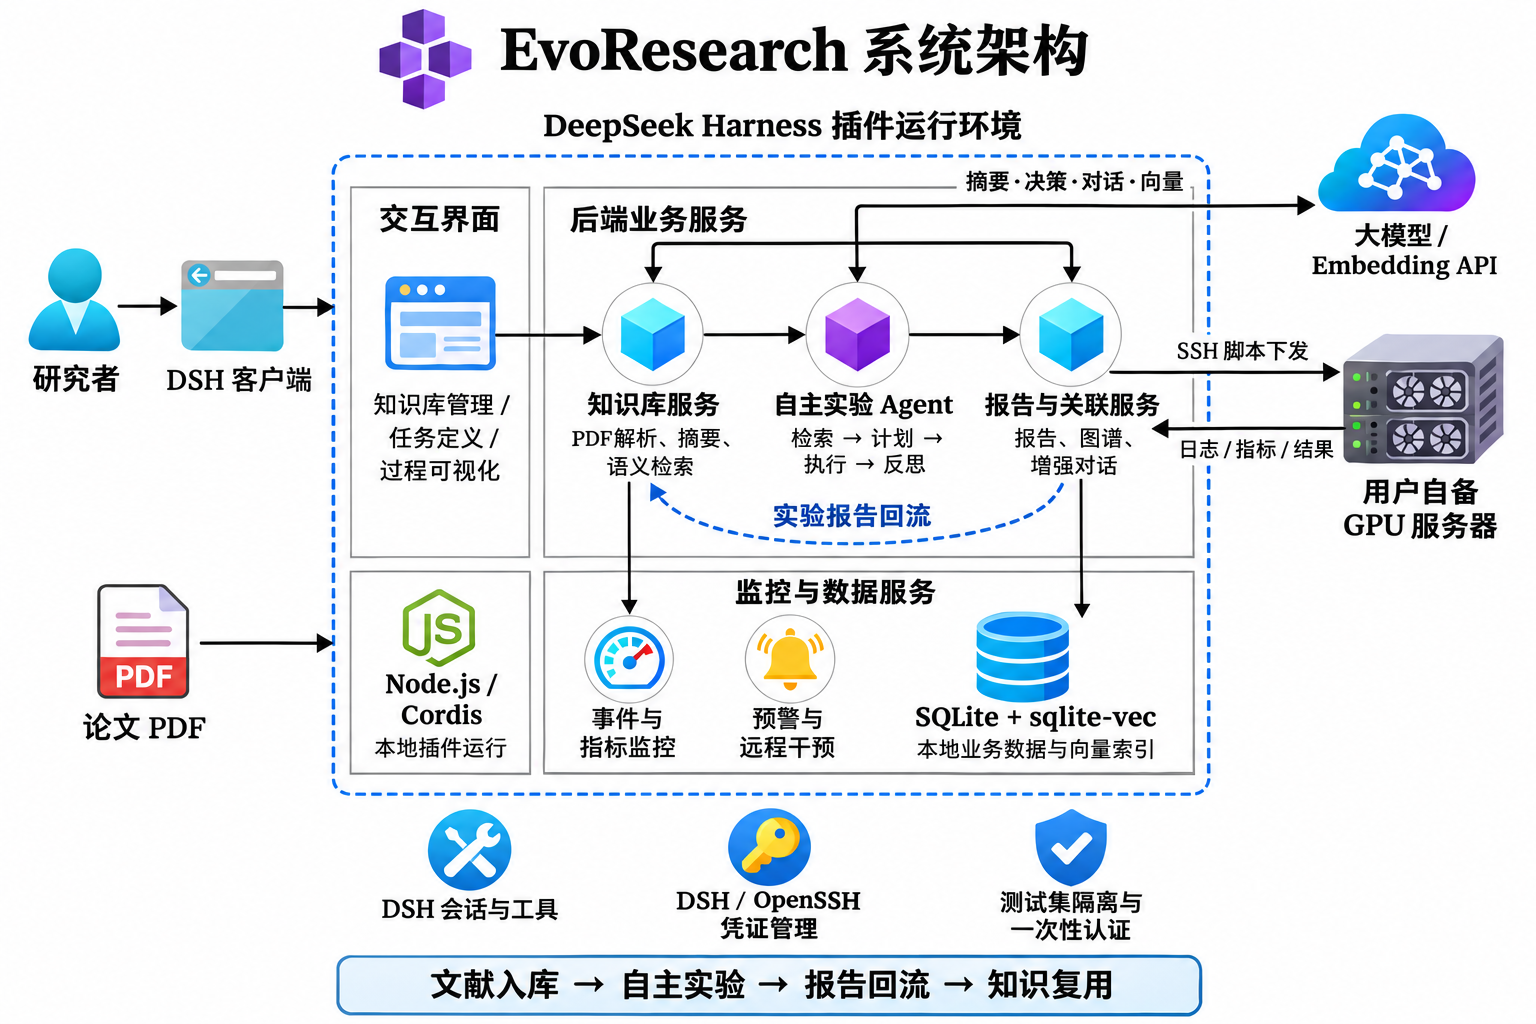 EvoResearch 系统架构
DeepSeek Harness 插件运行环境
摘要·决策·对话·向量
交互界面
后端业务服务
大模型 /
Embedding API
研究者
DSH 客户端
知识库管理 /
任务定义 /
过程可视化
知识库服务
PDF解析、摘要、
语义检索
自主实验 Agent
检索 → 计划 →
执行 → 反思
报告与关联服务
报告、图谱、
增强对话
SSH 脚本下发
日志 / 指标 / 结果
用户自备
GPU 服务器
实验报告回流
PDF
论文 PDF
JS
Node.js /
Cordis
本地插件运行
监控与数据服务
事件与
指标监控
预警与
远程干预
SQLite + sqlite-vec
本地业务数据与向量索引
DSH 会话与工具
DSH / OpenSSH
凭证管理
测试集隔离与
一次性认证
文献入库 → 自主实验 → 报告回流 → 知识复用